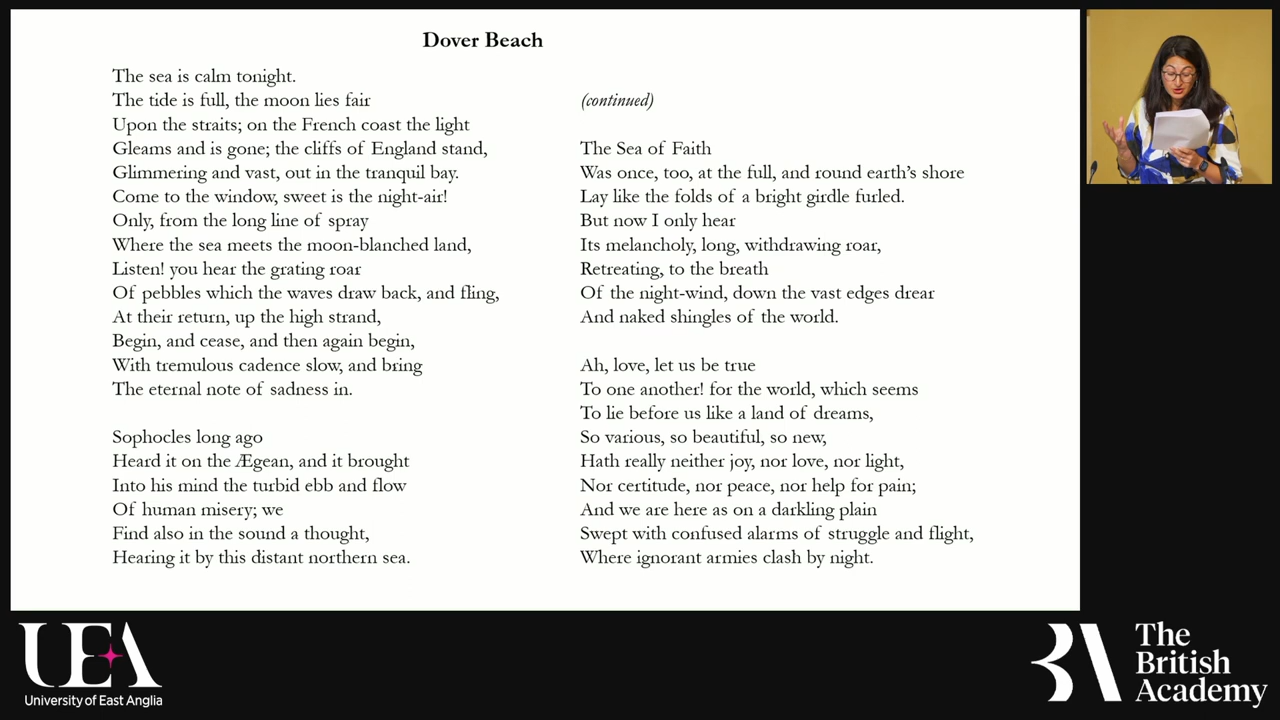 Dover Beach
The sea is calm tonight.
The tide is full, the moon lies fair
Upon the straits; on the French coast the light
Gleams and is gone; the cliffs of England stand,
Glimmering and vast, out in the tranquil bay.
Come to the window, sweet is the night-air!
Only, from the long line of spray
Where the sea meets the moon-blanched land,
Listen! you hear the grating roar
Of pebbles which the waves draw back, and fling,
At their return, up the high strand,
Begin, and cease, and then again begin,
With tremulous cadence slow, and bring
The eternal note of sadness in.
Sophocles long ago
Heard it on the Ægean, and it brought
Into his mind the turbid ebb and flow
Of human misery; we
Find also in the sound a thought,
Hearing it by this distant northern sea.
(continued)
The Sea of Faith
Was once, too, at the full, and round earth’s shore
Lay like the folds of a bright girdle furled.
But now I only hear
Its melancholy, long, withdrawing roar,
Retreating, to the breath
Of the night-wind, down the vast edges drear
And naked shingles of the world.
Ah, love, let us be true
To one another! for the world, which seems
To lie before us like a land of dreams,
So various, so beautiful, so new,
Hath really neither joy, nor love, nor light,
Nor certitude, nor peace, nor help for pain;
And we are here as on a darkling plain
Swept with confused alarms of struggle and flight,
Where ignorant armies clash by night.
UEA
University of East Anglia
BA
The
British
Academy